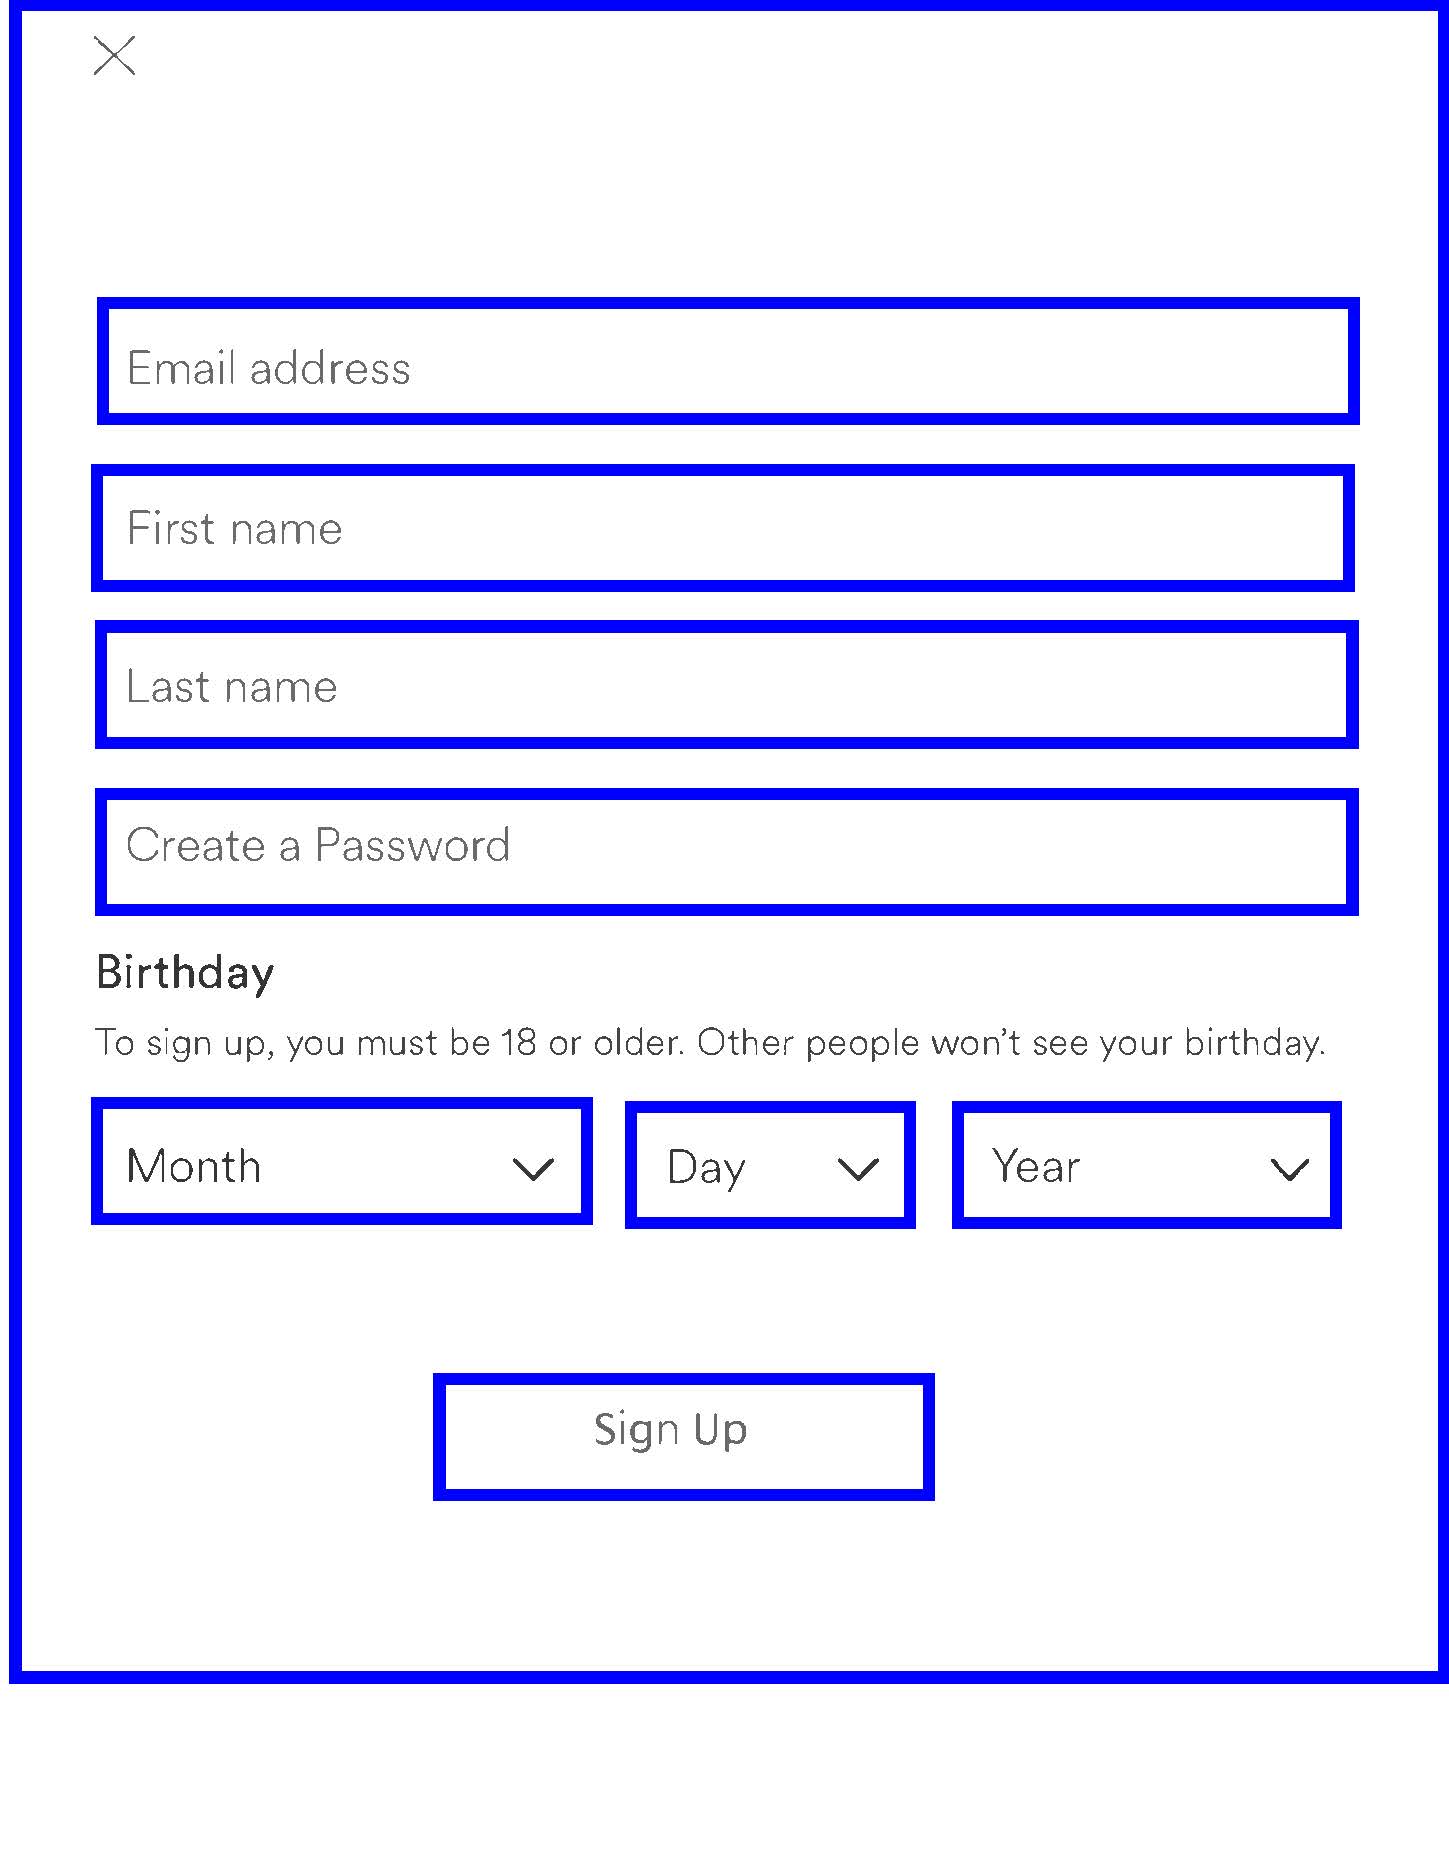 Email address
First name
Last name
Create a Password
Birthday
To sign up, you must be 18 or older. Other people won’t see your birthday.
Month Day Year
Sign Up